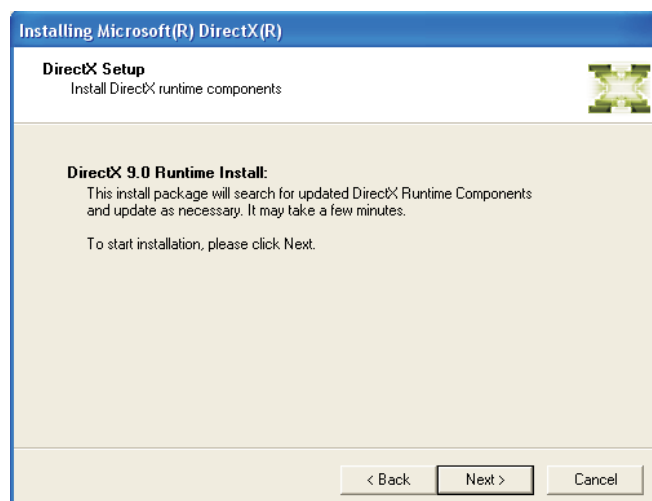 Installing Microsoft(R) DirectX(R)
DirectX Setup
Install DirectX runtime components
DirectX 9.0 Runtime Install:
This install package will search for updated DirectX Runtime Components
and update as necessary. It may take a few minutes.
To start installation, please click Next.
< Back Next > Cancel